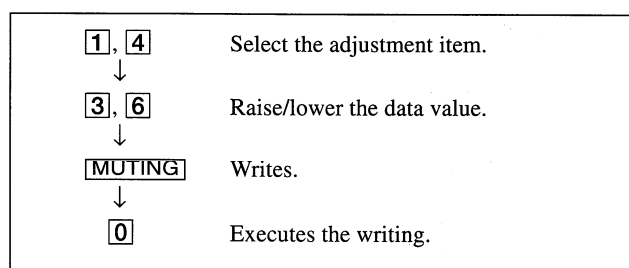 1, 4 Select the adjustment item.
↓
3, 6 Raise/lower the data value.
↓
MUTING Writes.
↓
0 Executes the writing.